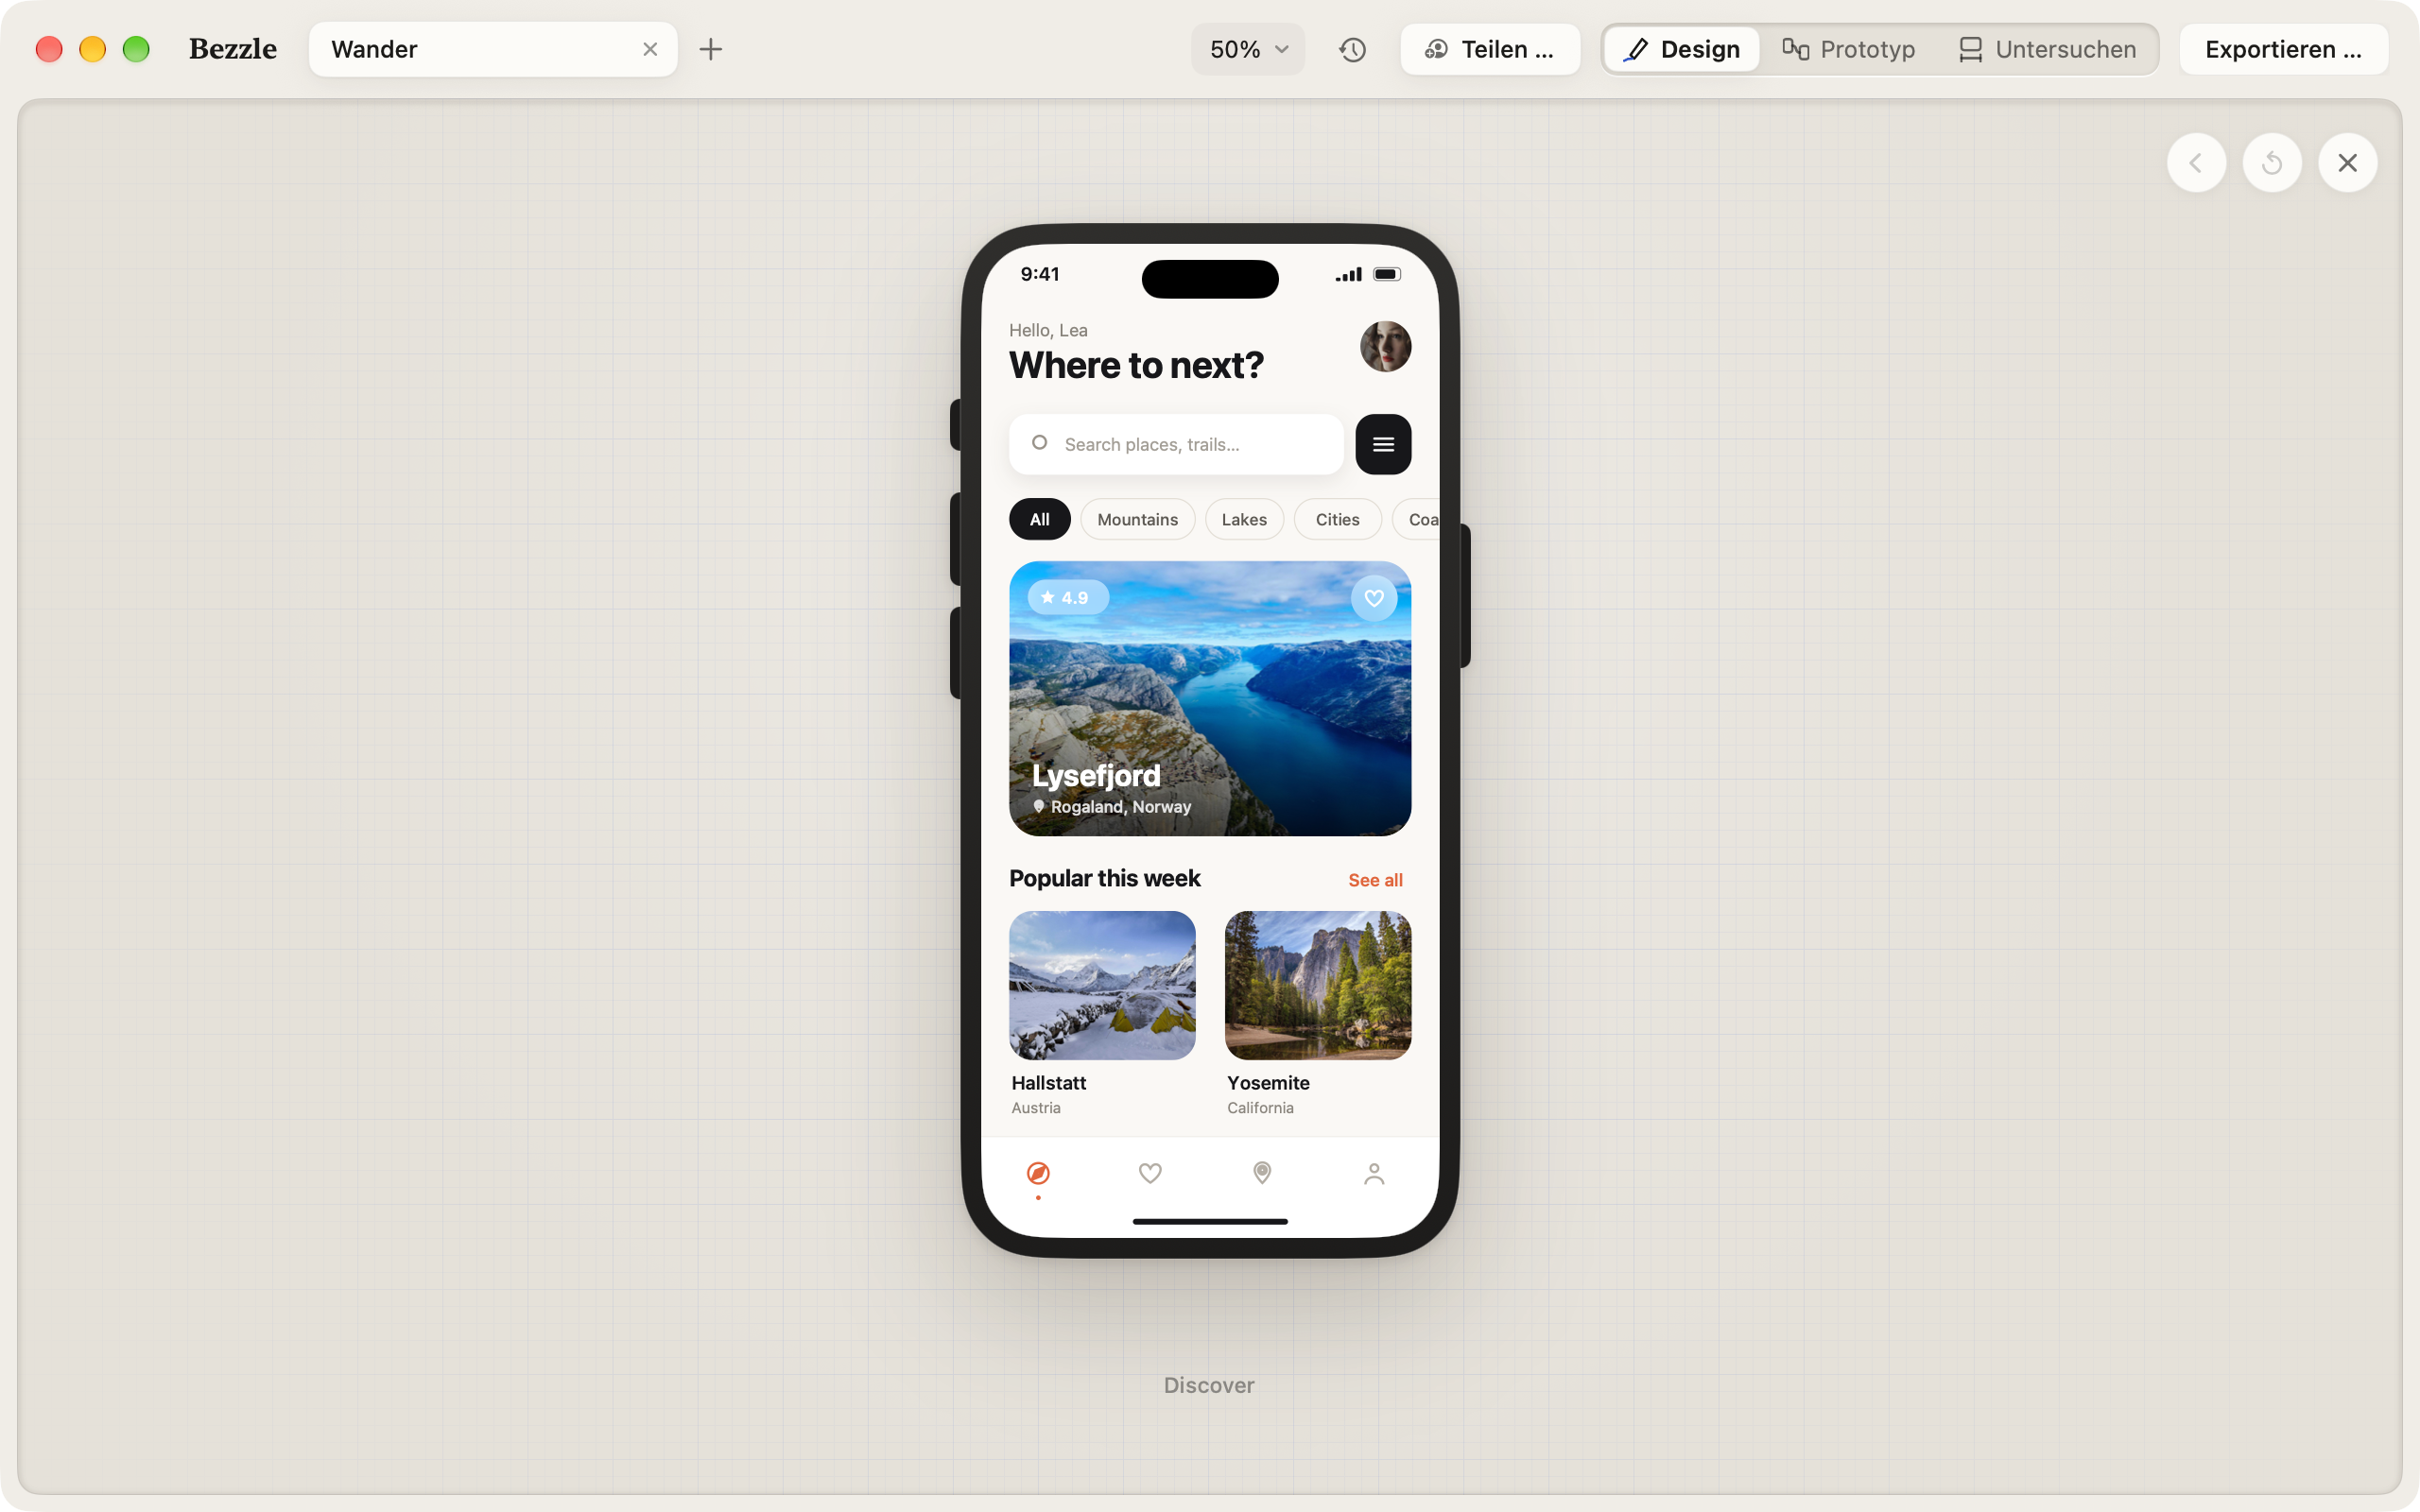 Bezzle
Wander
50%
Teilen ...
Design
Prototyp
Untersuchen
Exportieren ...
9:41
Hello, Lea
Where to next?
Search places, trails...
All
Mountains
Lakes
Cities
Coa
4.9
Lysefjord
Rogaland, Norway
Popular this week
See all
Hallstatt
Yosemite
Austria
California
Discover